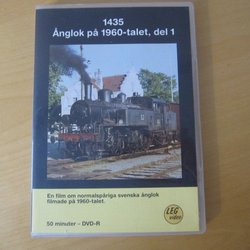 1435
Ånglok på 1960-talet, del 1
En film om normalspåriga svenska ånglok
filmade på 1960-talet.
LEG
video
50 minuter – DVD-R